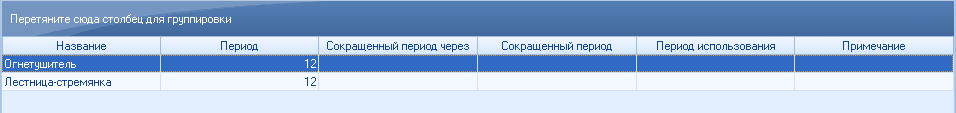 Перетяните сюда столбец для группировки
Название Период Сокращенный период через Сокращенный период Период использования Примечание
Огнетушитель 12
Лестница-стремянка 12